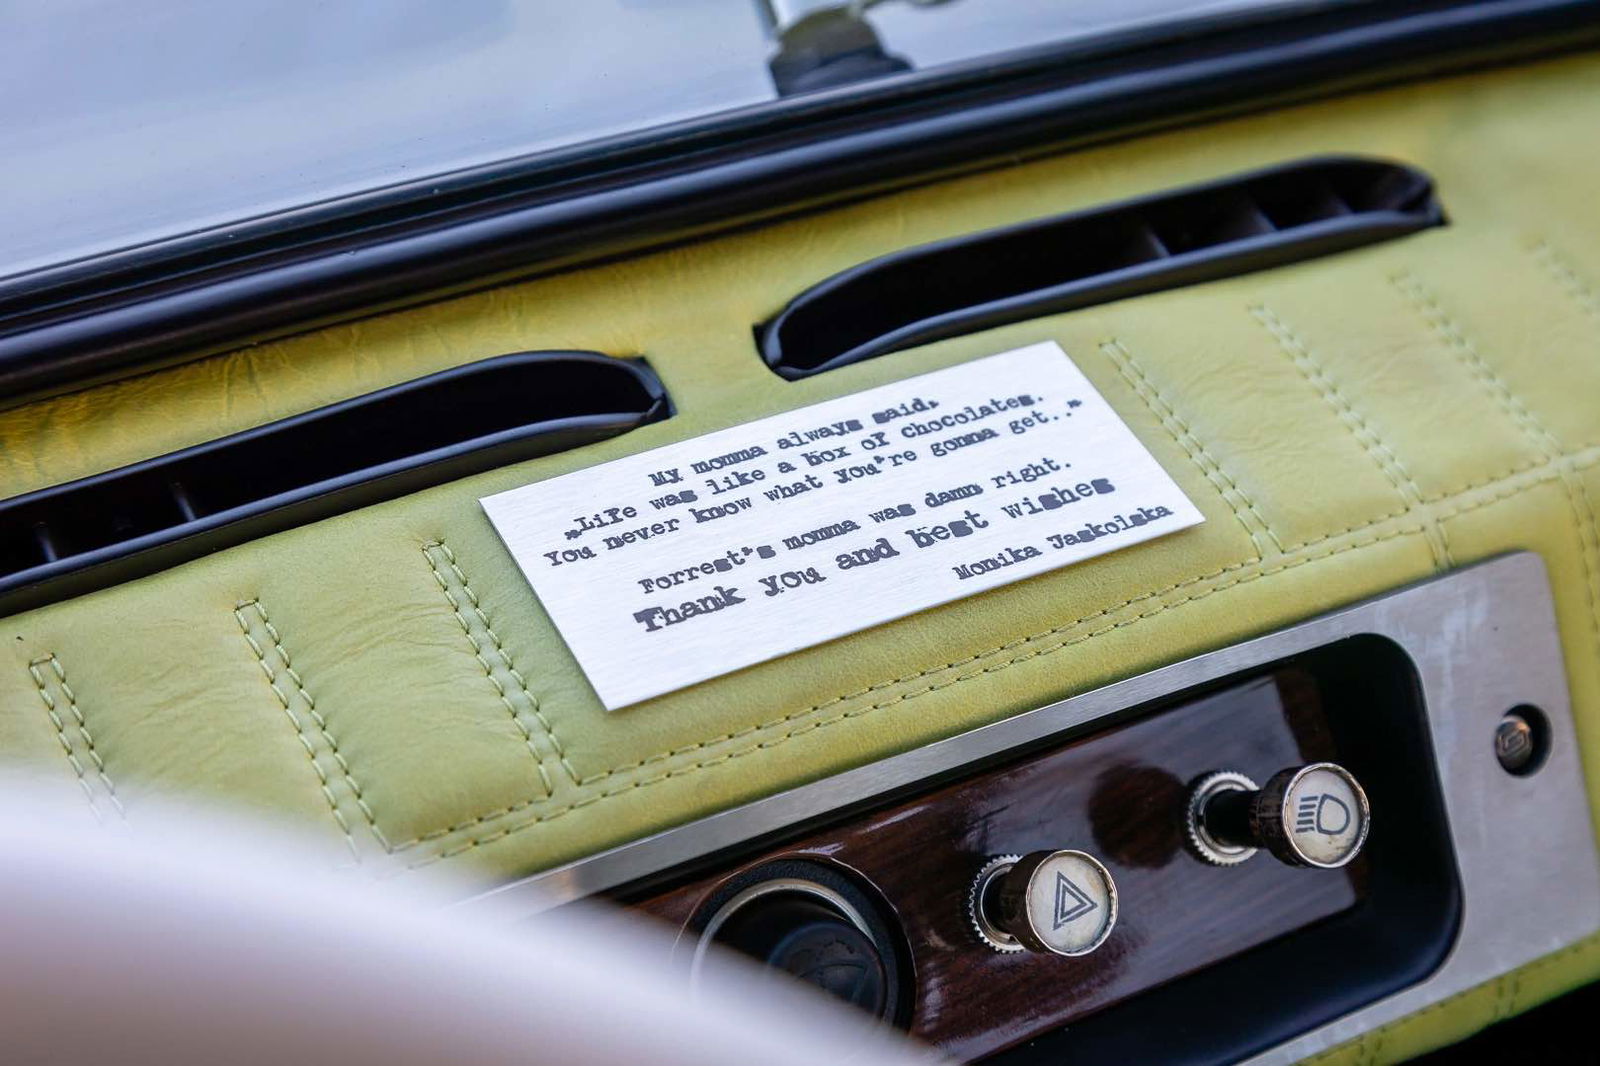 My momma always said,
„Life was like a box of chocolates.
You never know what you're gonna get..”
Forrest's momma was damn right.
Thank you and best wishes
Monika Jaskolska